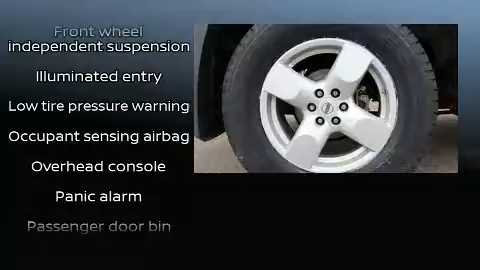 Front wheel
independent suspension
Illuminated entry
Low tire pressure warning
Occupant sensing airbag
Overhead console
Panic alarm
Passenger door bin